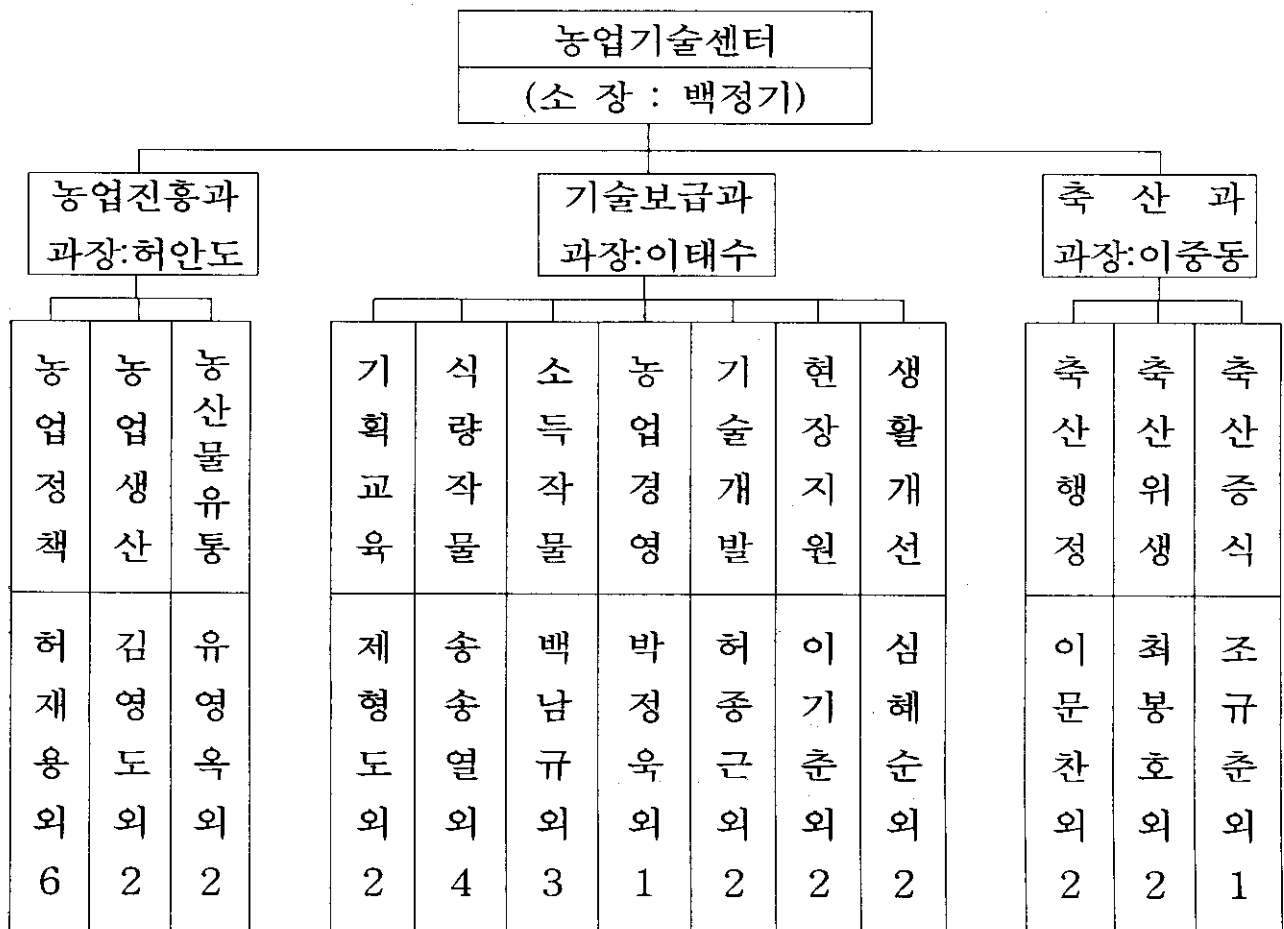 농업기술센터
(소 장 : 백정기)
농업진흥과
과장:허안도
기술보급과
과장:이태수
축 산 과
과장:이중동
농업정책
농업생산
농산물유통
기획교육
식량작물
소득작물
농업경영
기술개발
현장지원
생활개선
축산행정
축산위생
축산증식
허재용외6
김영도외2
유영옥외2
제형도외2
송송열외4
백남규외3
박정욱외1
허종근외2
이기춘외2
심혜순외2
이문찬외2
최봉호외2
조규춘외1